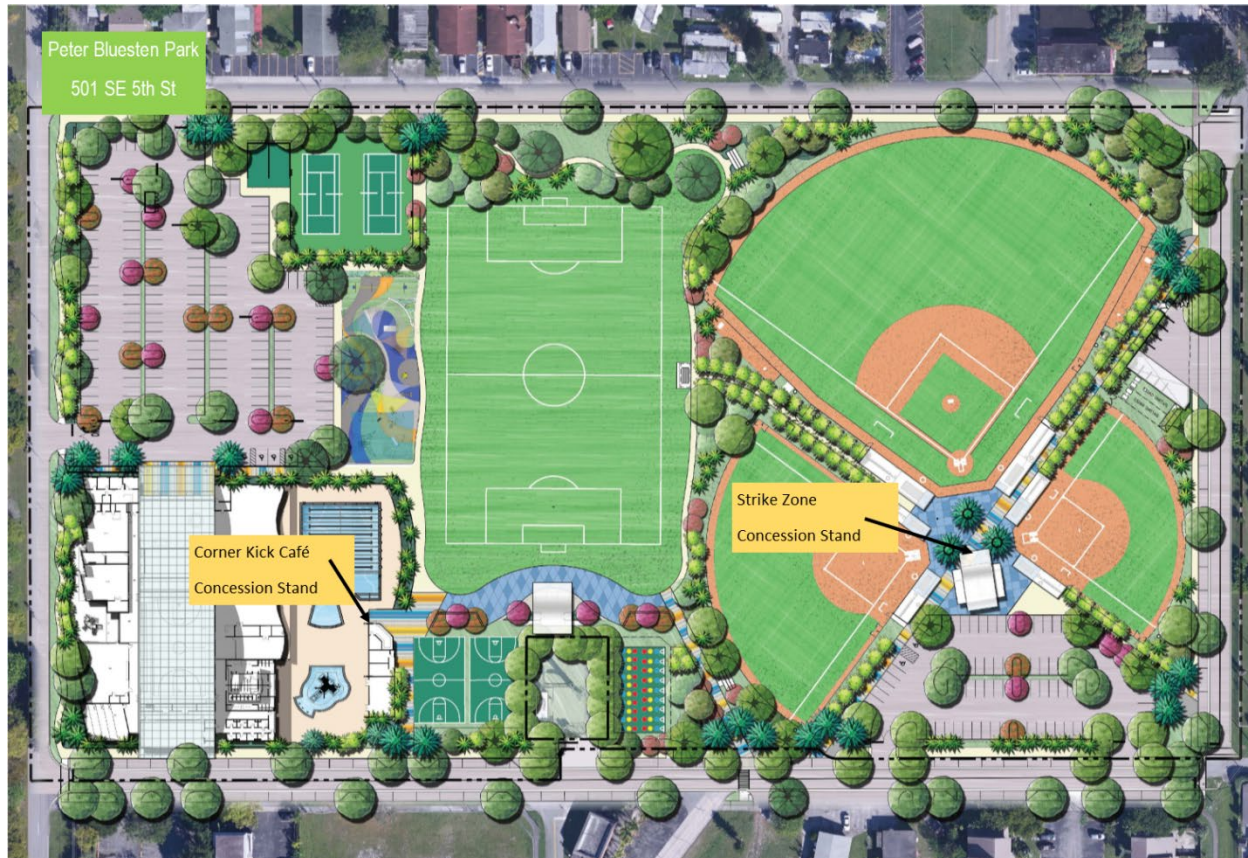 Peter Bluesten Park
501 SE 5th St
Corner Kick Café
Concession Stand
Strike Zone
Concession Stand